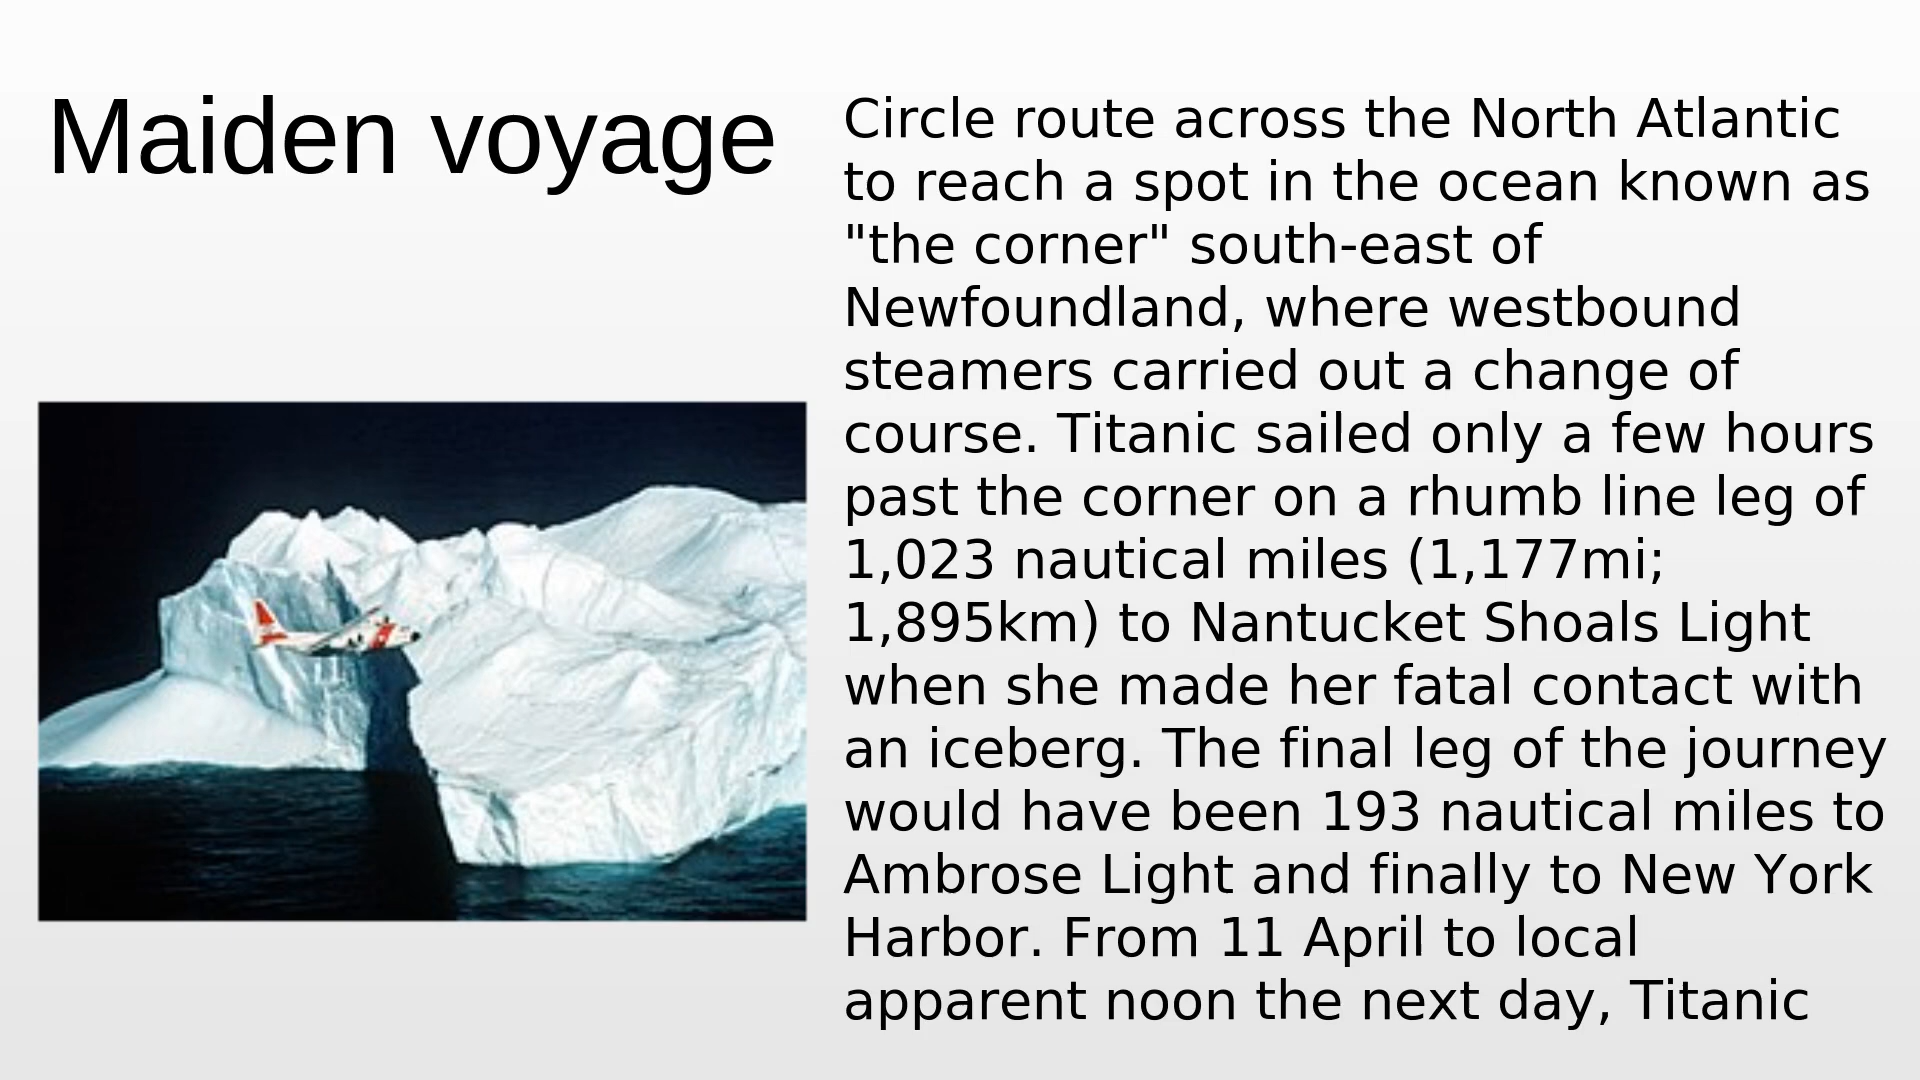 Maiden voyage
Circle route across the North Atlantic
to reach a spot in the ocean known as
"the corner" south-east of
Newfoundland, where westbound
steamers carried out a change of
course. Titanic sailed only a few hours
past the corner on a rhumb line leg of
1,023 nautical miles (1,177mi;
1,895km) to Nantucket Shoals Light
when she made her fatal contact with
an iceberg. The final leg of the journey
would have been 193 nautical miles to
Ambrose Light and finally to New York
Harbor. From 11 April to local
apparent noon the next day, Titanic